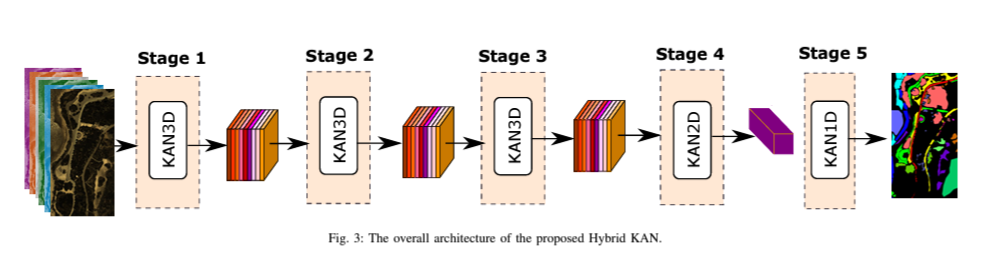 Stage 1
Stage 2
Stage 3
Stage 4
Stage 5
KAN3D
KAN3D
KAN3D
KAN2D
KAN1D
Fig. 3: The overall architecture of the proposed Hybrid KAN.